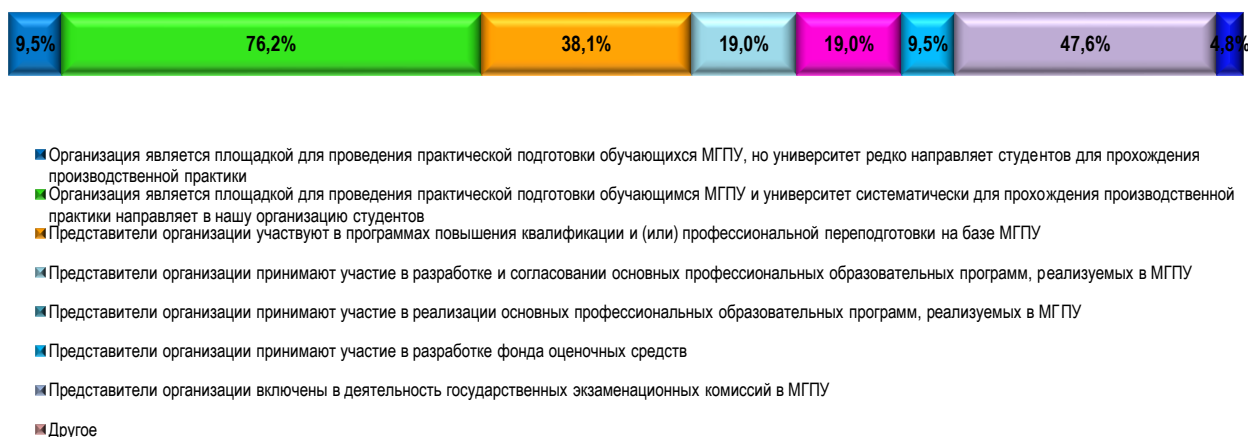 9,5% 76,2% 38,1% 19,0% 19,0% 9,5% 47,6% 4,8%
Организация является площадкой для проведения практической подготовки обучающихся МГПУ, но университет редко направляет студентов для прохождения
производственной практики
Организация является площадкой для проведения практической подготовки обучающимся МГПУ и университет систематически для прохождения производственной
практики направляет в нашу организацию студентов
Представители организации участвуют в программах повышения квалификации и (или) профессиональной переподготовки на базе МГПУ
Представители организации принимают участие в разработке и согласовании основных профессиональных образовательных программ, реализуемых в МГПУ
Представители организации принимают участие в реализации основных профессиональных образовательных программ, реализуемых в МГПУ
Представители организации принимают участие в разработке фонда оценочных средств
Представители организации включены в деятельность государственных экзаменационных комиссий в МГПУ
Другое